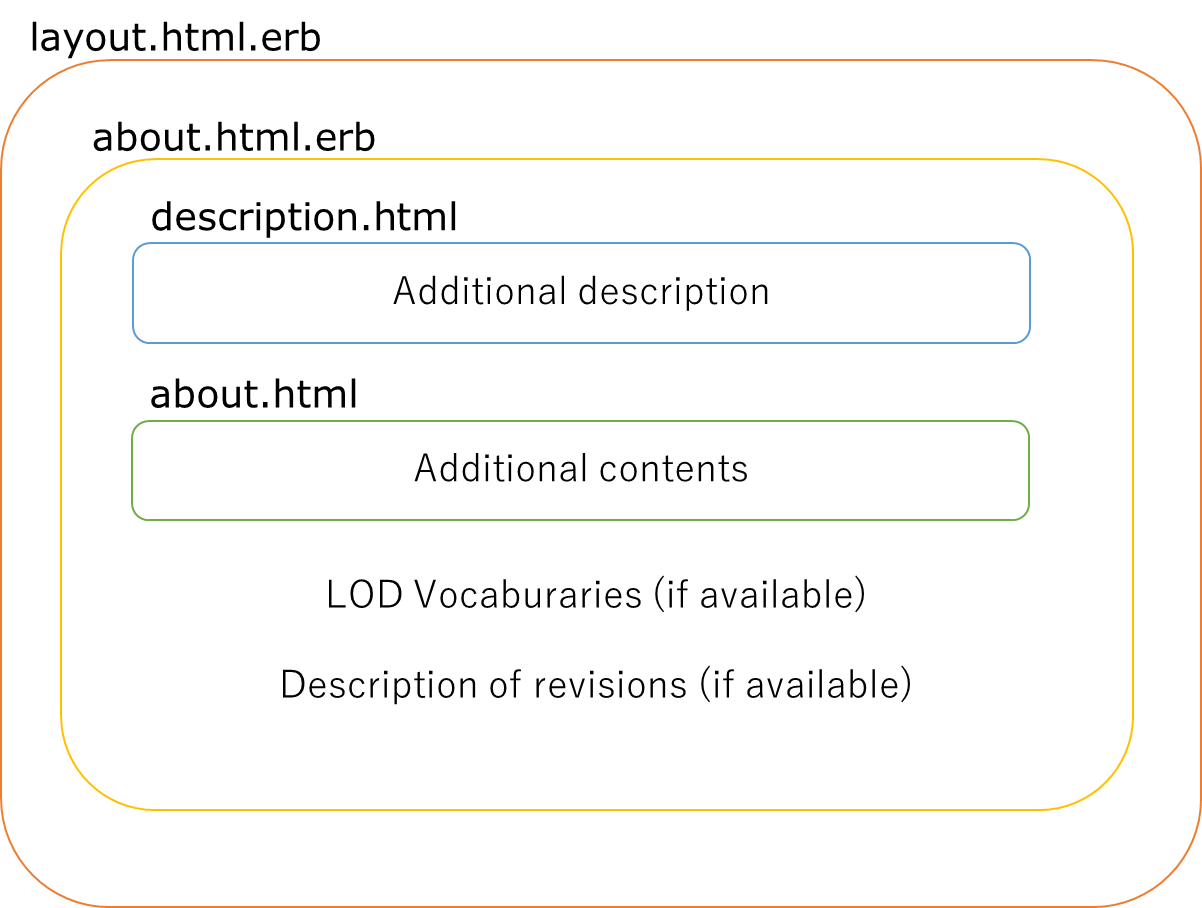 layout.html.erb
about.html.erb
description.html
Additional description
about.html
Additional contents
LOD Vocaburaries (if available)
Description of revisions (if available)